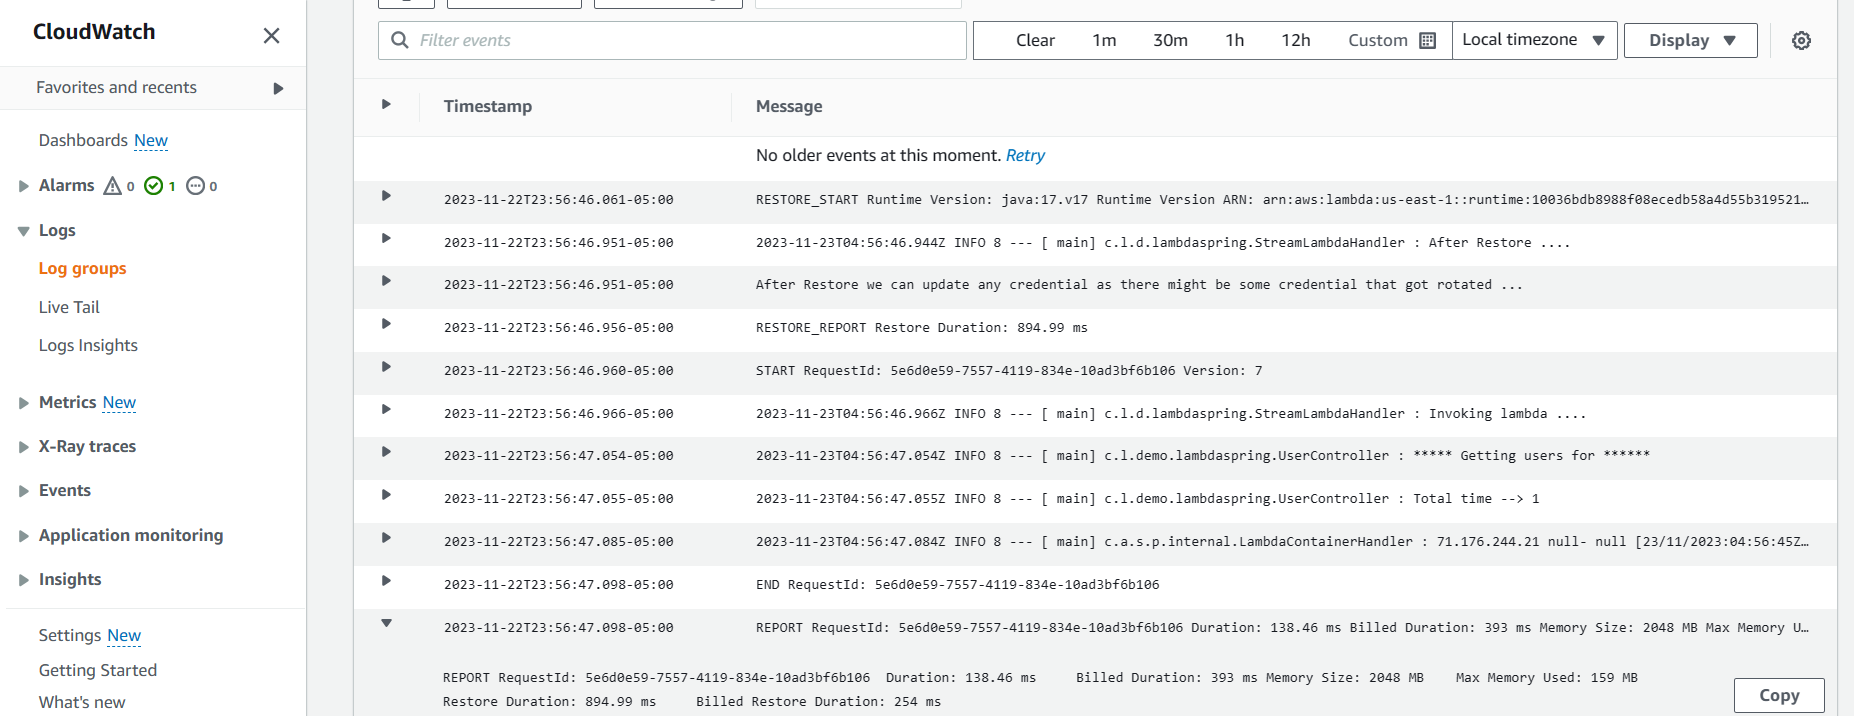 CloudWatch
Favorites and recents
Dashboards New
Alarms 0 1 0
Logs
Log groups
Live Tail
Logs Insights
Metrics New
X-Ray traces
Events
Application monitoring
Insights
Settings New
Getting Started
What's new
Filter events
Clear 1m 30m 1h 12h Custom Local timezone Display
Timestamp Message
No older events at this moment. Retry
2023-11-22T23:56:46.061-05:00 RESTORE_START Runtime Version: java:17.v17 Runtime Version ARN: arn:aws:lambda:us-east-1::runtime:10036bdb8988f08ecedb58a4d55b319521…
2023-11-22T23:56:46.951-05:00 2023-11-23T04:56:46.944Z INFO 8 --- [ main] c.l.d.lambdaspring.StreamLambdaHandler : After Restore ....
2023-11-22T23:56:46.951-05:00 After Restore we can update any credential as there might be some credential that got rotated ...
2023-11-22T23:56:46.956-05:00 RESTORE_REPORT Restore Duration: 894.99 ms
2023-11-22T23:56:46.960-05:00 START RequestId: 5e6d0e59-7557-4119-834e-10ad3bf6b106 Version: 7
2023-11-22T23:56:46.966-05:00 2023-11-23T04:56:46.966Z INFO 8 --- [ main] c.l.d.lambdaspring.StreamLambdaHandler : Invoking lambda ....
2023-11-22T23:56:47.054-05:00 2023-11-23T04:56:47.054Z INFO 8 --- [ main] c.l.demo.lambdaspring.UserController : ***** Getting users for ******
2023-11-22T23:56:47.055-05:00 2023-11-23T04:56:47.055Z INFO 8 --- [ main] c.l.demo.lambdaspring.UserController : Total time --> 1
2023-11-22T23:56:47.085-05:00 2023-11-23T04:56:47.084Z INFO 8 --- [ main] c.a.s.p.internal.LambdaContainerHandler : 71.176.244.21 null- null [23/11/2023:04:56:45Z…
2023-11-22T23:56:47.098-05:00 END RequestId: 5e6d0e59-7557-4119-834e-10ad3bf6b106
2023-11-22T23:56:47.098-05:00 REPORT RequestId: 5e6d0e59-7557-4119-834e-10ad3bf6b106 Duration: 138.46 ms Billed Duration: 393 ms Memory Size: 2048 MB Max Memory U…
REPORT RequestId: 5e6d0e59-7557-4119-834e-10ad3bf6b106 Duration: 138.46 ms Billed Duration: 393 ms Memory Size: 2048 MB Max Memory Used: 159 MB
Restore Duration: 894.99 ms Billed Restore Duration: 254 ms
Copy